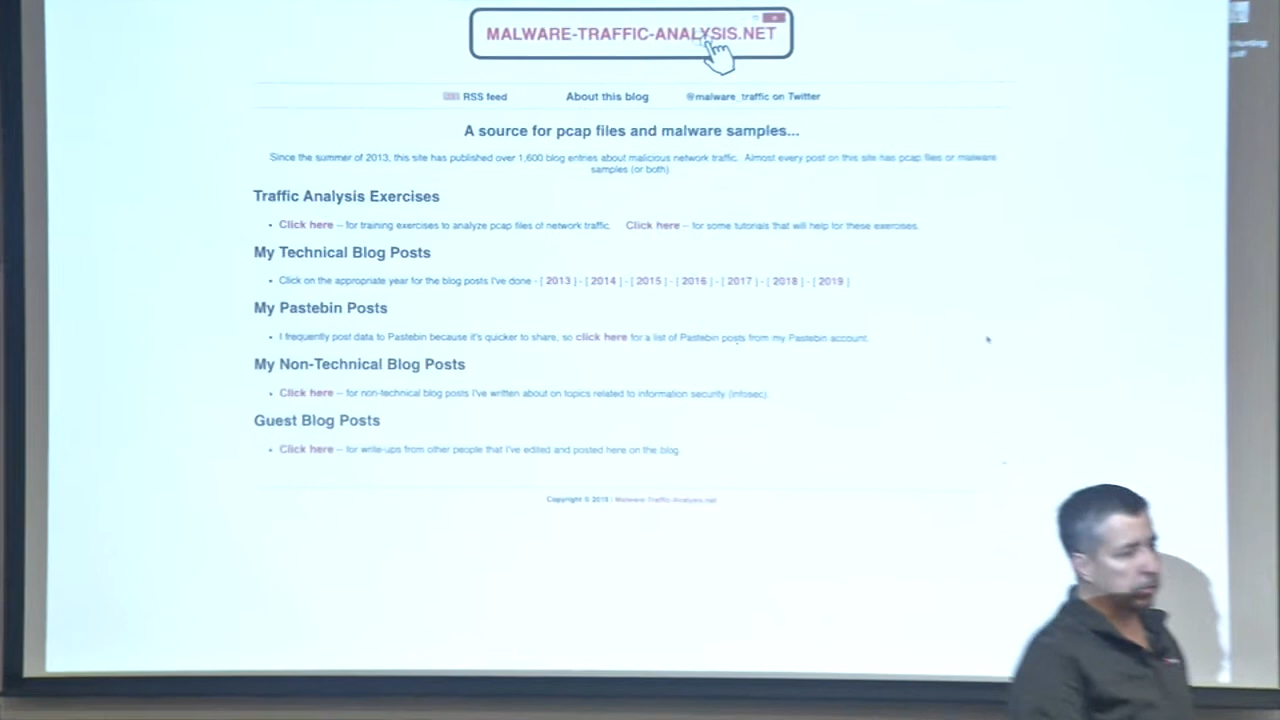 MALWARE-TRAFFIC-ANALYSIS.NET
RSS feed About this blog @malware_traffic on Twitter
A source for pcap files and malware samples...
Since the summer of 2013, this site has published over 1,600 blog entries about malicious network traffic. Almost every post on this site has pcap files or malware
samples (or both)
Traffic Analysis Exercises
• Click here -- for training exercises to analyze pcap files of network traffic. Click here -- for some tutorials that will help for these exercises.
My Technical Blog Posts
• Click on the appropriate year for the blog posts I've done - [ 2013 ] - [ 2014 ] - [ 2015 ] - [ 2016 ] - [ 2017 ] - [ 2018 ] - [ 2019 ]
My Pastebin Posts
• I frequently post data to Pastebin because it's quicker to share, so click here for a list of Pastebin posts from my Pastebin account.
My Non-Technical Blog Posts
• Click here -- for non-technical blog posts I've written about on topics related to information security (infosec)
Guest Blog Posts
• Click here -- for write-ups from other people that I've edited and posted here on the blog.
Copyright © 2019 | Malware-Traffic-Analysis.net